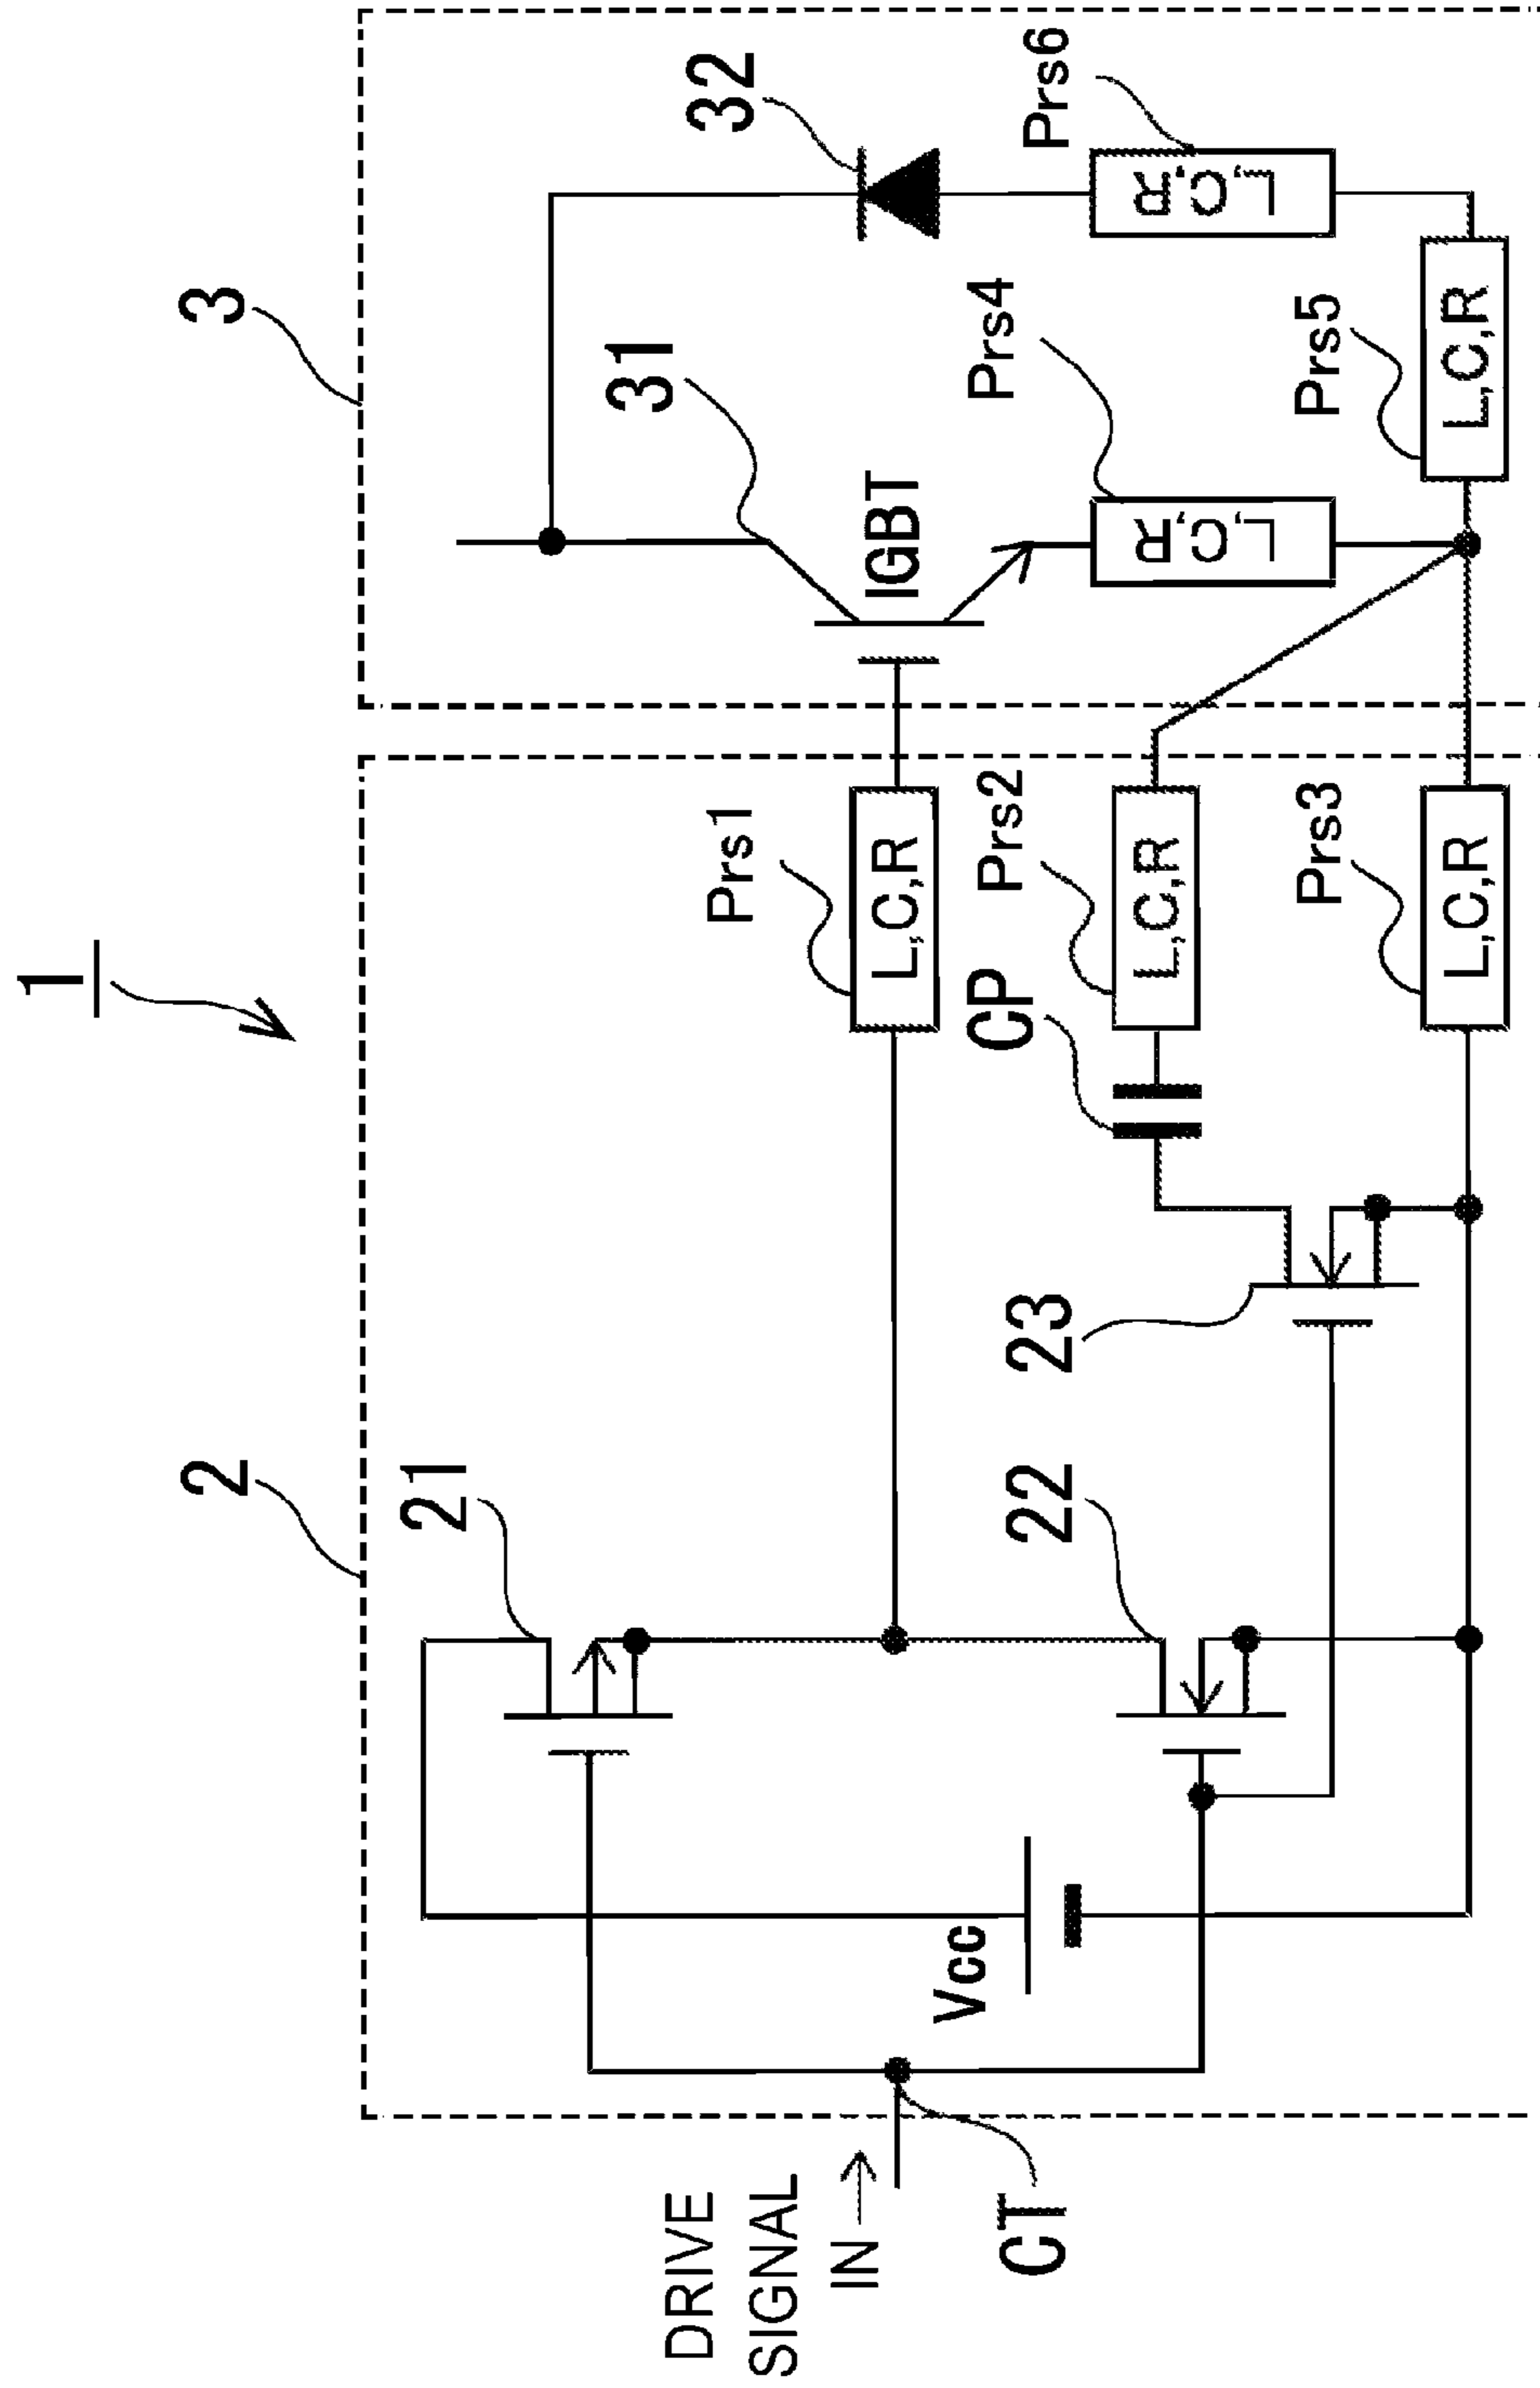 1
2
3
21
22
23
31
32
IGBT
Prs1
L,C,R
CP
Prs2
L,C,R
Prs3
L,C,R
Prs4
L,C,R
Prs5
L,C,R
Prs6
L,C,R
Vcc
DRIVE
SIGNAL
IN
CT